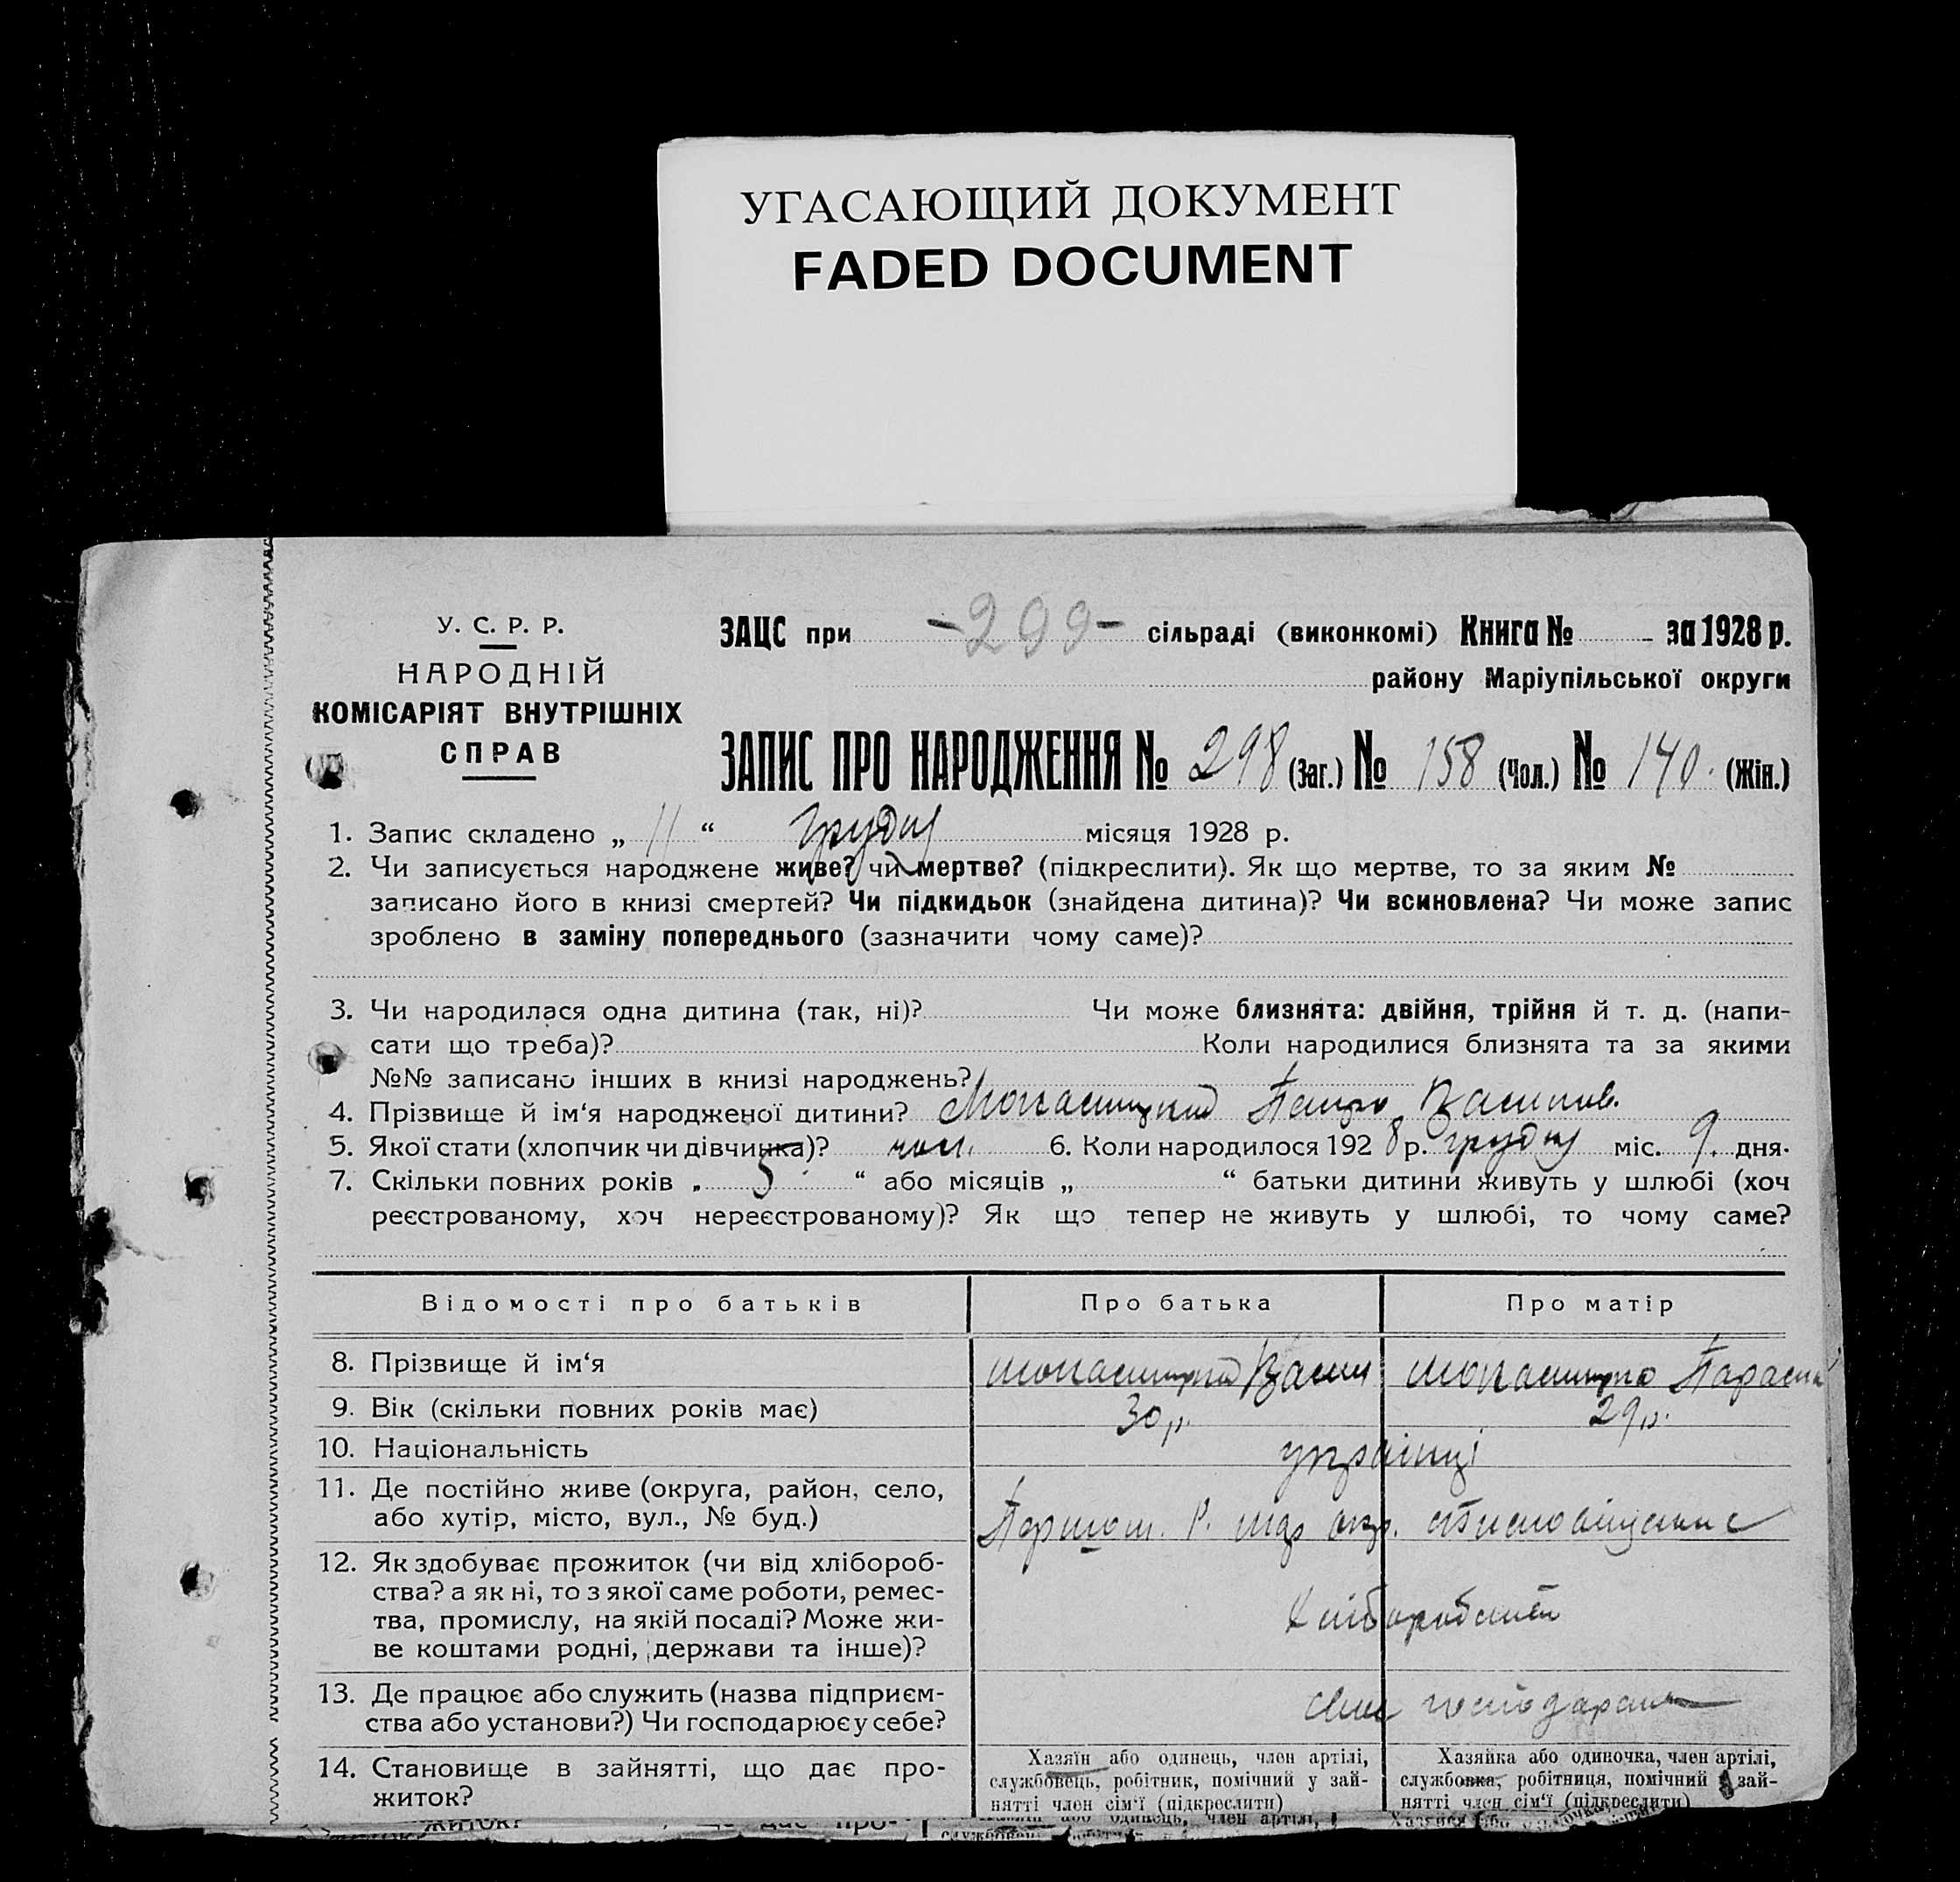 УГАСАЮЩИЙ ДОКУМЕНТ
FADED DOCUMENT
У. С. Р. Р.
НАРОДНІЙ
КОМІСАРІЯТ ВНУТРІШНІХ
СПРАВ
ЗАЦС при -299- сільраді (виконкомі) Книга № за 1928 р.
району Маріупільської округи
ЗАПИС ПРО НАРОДЖЕННЯ № 298 (Заг.) № 158 (Чол.) № 140. (Жін.)
1. Запис складено „ 11 “ грудня місяця 1928 р.
2. Чи записується народжене живе? чи мертве? (підкреслити). Як що мертве, то за яким №
записано його в книзі смертей? Чи підкидьок (знайдена дитина)? Чи всиновлена? Чи може запис
зроблено в заміну попереднього (зазначити чому саме)?
3. Чи народилася одна дитина (так, ні)? Чи може близнята: двійня, трійня й т. д. (напи-
сати що треба)? Коли народилися близнята та за якими
№№ записано інших в книзі народжень?
4. Прізвище й ім‘я народженої дитини? Петро Василів.
5. Якої стати (хлопчик чи дівчинка)? чол. 6. Коли народилося 1928 р. грудня міс. 9. дня.
7. Скільки повних років „ 5 “ або місяців „ “ батьки дитини живуть у шлюбі (хоч
реєстрованому, хоч нереєстрованому)? Як що тепер не живуть у шлюбі, то чому саме?
Відомості про батьків Про батька Про матір
8. Прізвище й ім‘я
9. Вік (скільки повних років має) 30 р. 29 р.
10. Національність українці
11. Де постійно живе (округа, район, село,
або хутір, місто, вул., № буд.)
12. Як здобуває прожиток (чи від хлібороб-
ства? а як ні, то з якої саме роботи, ремес-
тва, промислу, на якій посаді? Може жи-
ве коштами родні, держави та інше)?
13. Де працює або служить (назва підприєм-
ства або установи?) Чи господарює у себе?
14. Становище в зайнятті, що дає про-
житок?
Хазяїн або одинець, член артілі,
службовець, робітник, помічний у зай-
нятті член сім‘ї (підкреслити)
Хазяйка або одиночка, член артілі,
службовка, робітниця, помічний у зай-
нятті член сім‘ї (підкреслити)